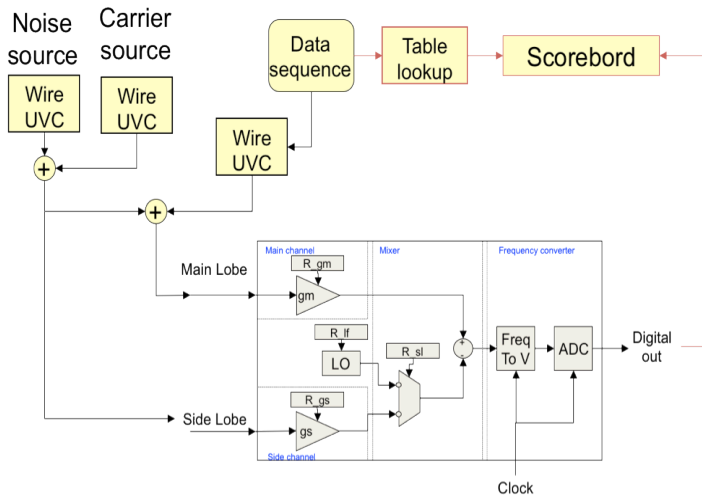 Noise
source
Carrier
source
Wire
UVC
Wire
UVC
Data
sequence
Table
lookup
Scorebord
Wire
UVC
+
+
Main channel
Mixer
Frequency converter
R_gm
Main Lobe
gm
R_lf
LO
R_sl
+
-
Freq
To V
ADC
Digital
out
R_gs
Side Lobe
gs
Side channel
Clock